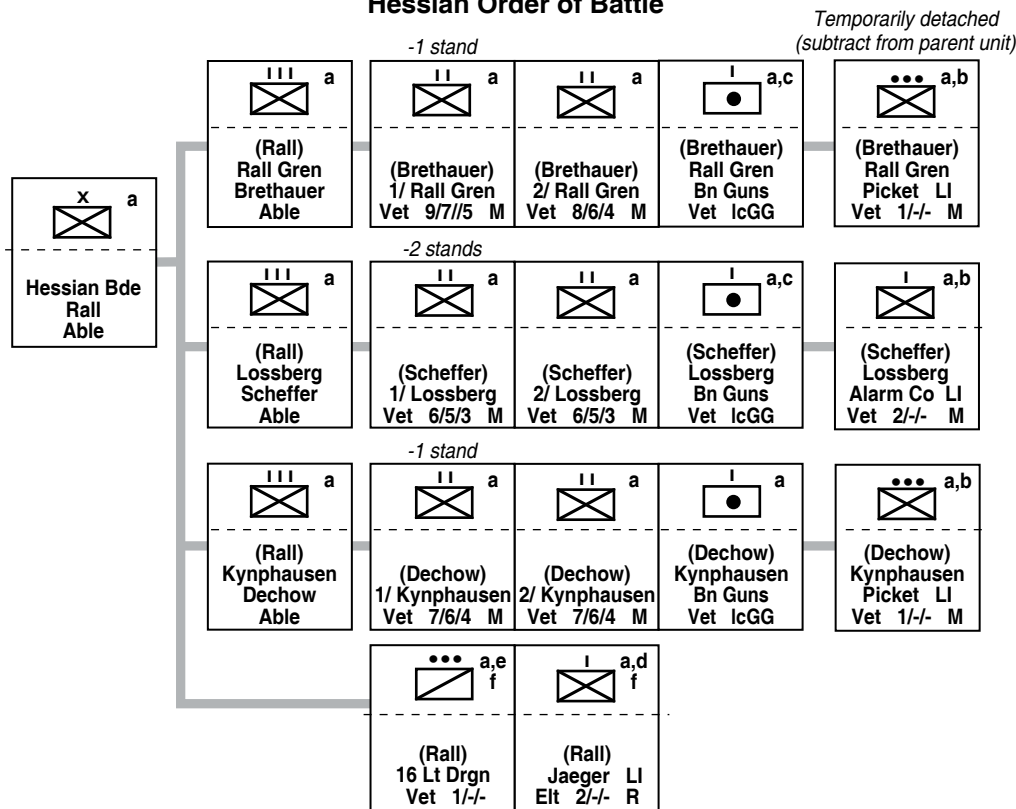 Hessian Order of Battle
Temporarily detached
(subtract from parent unit)
-1 stand
III a
(Rall)
Rall Gren
Brethauer
Able
II a
(Brethauer)
1/ Rall Gren
Vet 9/7//5 M
II a
(Brethauer)
2/ Rall Gren
Vet 8/6/4 M
I a,c
(Brethauer)
Rall Gren
Bn Guns
Vet lcGG
a,b
(Brethauer)
Rall Gren
Picket LI
Vet 1/-/- M
x a
Hessian Bde
Rall
Able
-2 stands
III a
(Rall)
Lossberg
Scheffer
Able
II a
(Scheffer)
1/ Lossberg
Vet 6/5/3 M
II a
(Scheffer)
2/ Lossberg
Vet 6/5/3 M
I a,c
(Scheffer)
Lossberg
Bn Guns
Vet lcGG
I a,b
(Scheffer)
Lossberg
Alarm Co LI
Vet 2/-/- M
-1 stand
III a
(Rall)
Kynphausen
Dechow
Able
II a
(Dechow)
1/ Kynphausen
Vet 7/6/4 M
II a
(Dechow)
2/ Kynphausen
Vet 7/6/4 M
I a
(Dechow)
Kynphausen
Bn Guns
Vet lcGG
a,b
(Dechow)
Kynphausen
Picket LI
Vet 1/-/- M
a,e
f
(Rall)
16 Lt Drgn
Vet 1/-/-
I a,d
f
(Rall)
Jaeger LI
Elt 2/-/- R